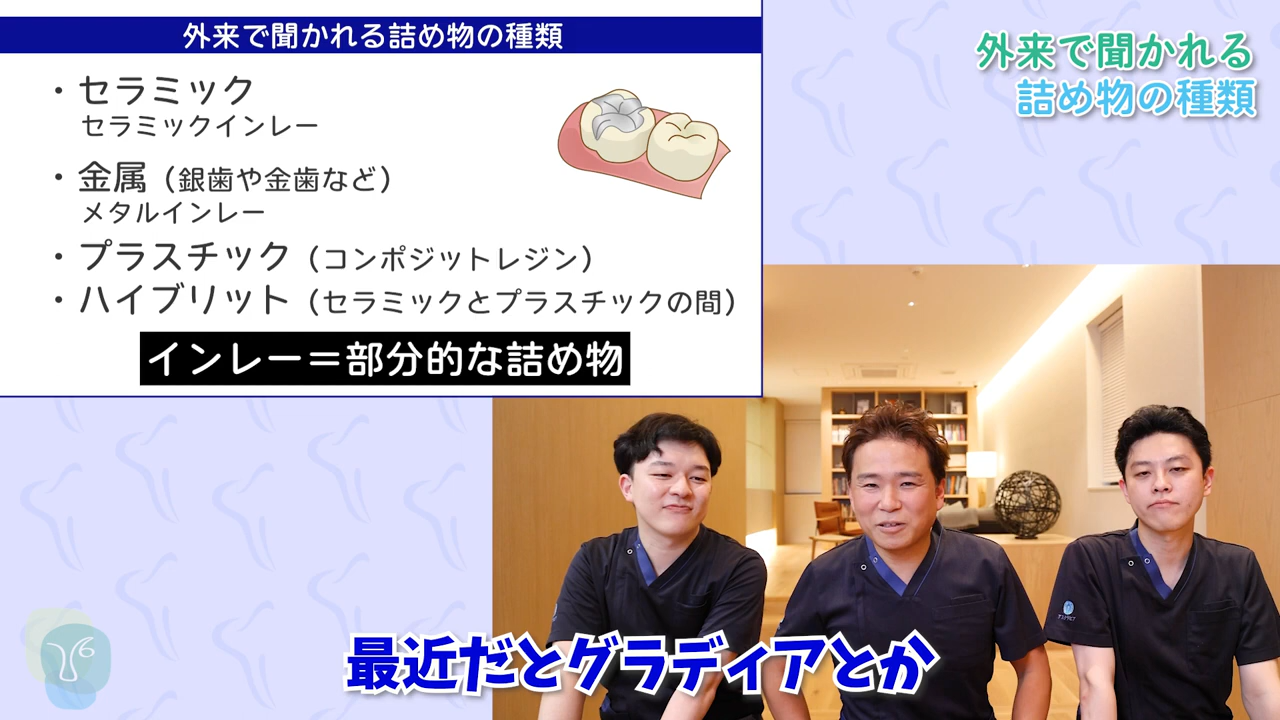 外来で聞かれる詰め物の種類
・セラミック
セラミックインレー
・金属（銀歯や金歯など）
メタルインレー
・プラスチック（コンポジットレジン）
・ハイブリット（セラミックとプラスチックの間）
インレー＝部分的な詰め物
外来で聞かれる
詰め物の種類
最近だとグラディアとか